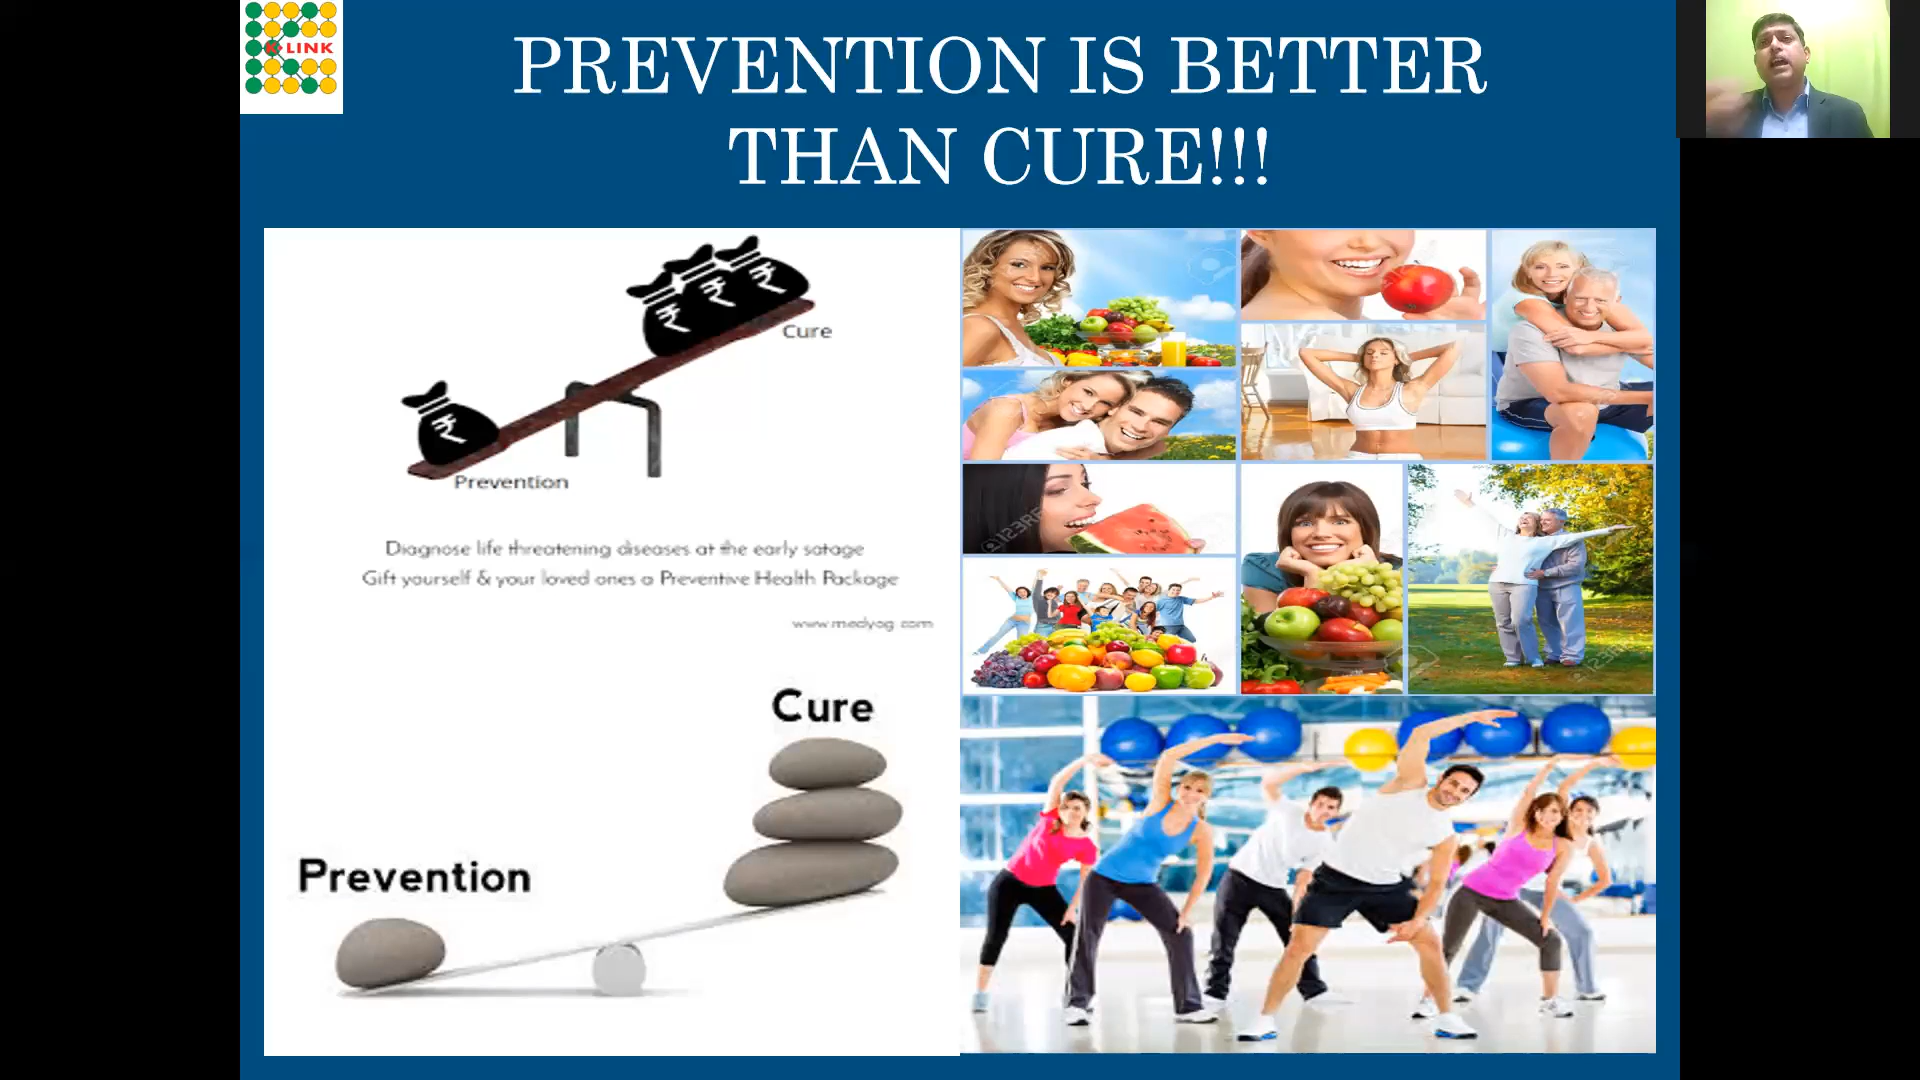 K-LINK
PREVENTION IS BETTER
THAN CURE!!!
Cure
Prevention
Diagnose life threatening diseases at the early satage
Gift yourself & your loved ones a Preventive Health Package
www.medyog.com
Cure
Prevention